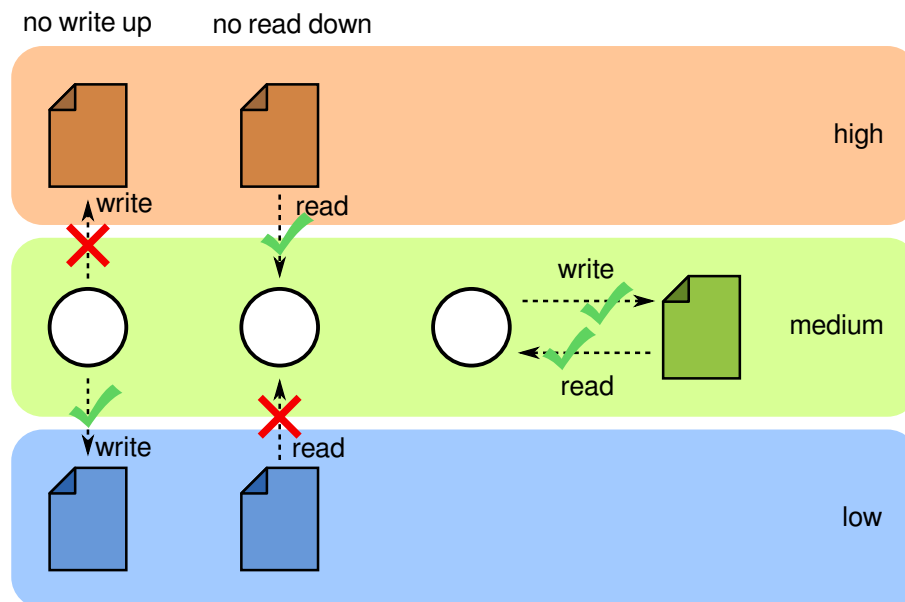 no write up
no read down
high
write
read
write
medium
read
write
read
low